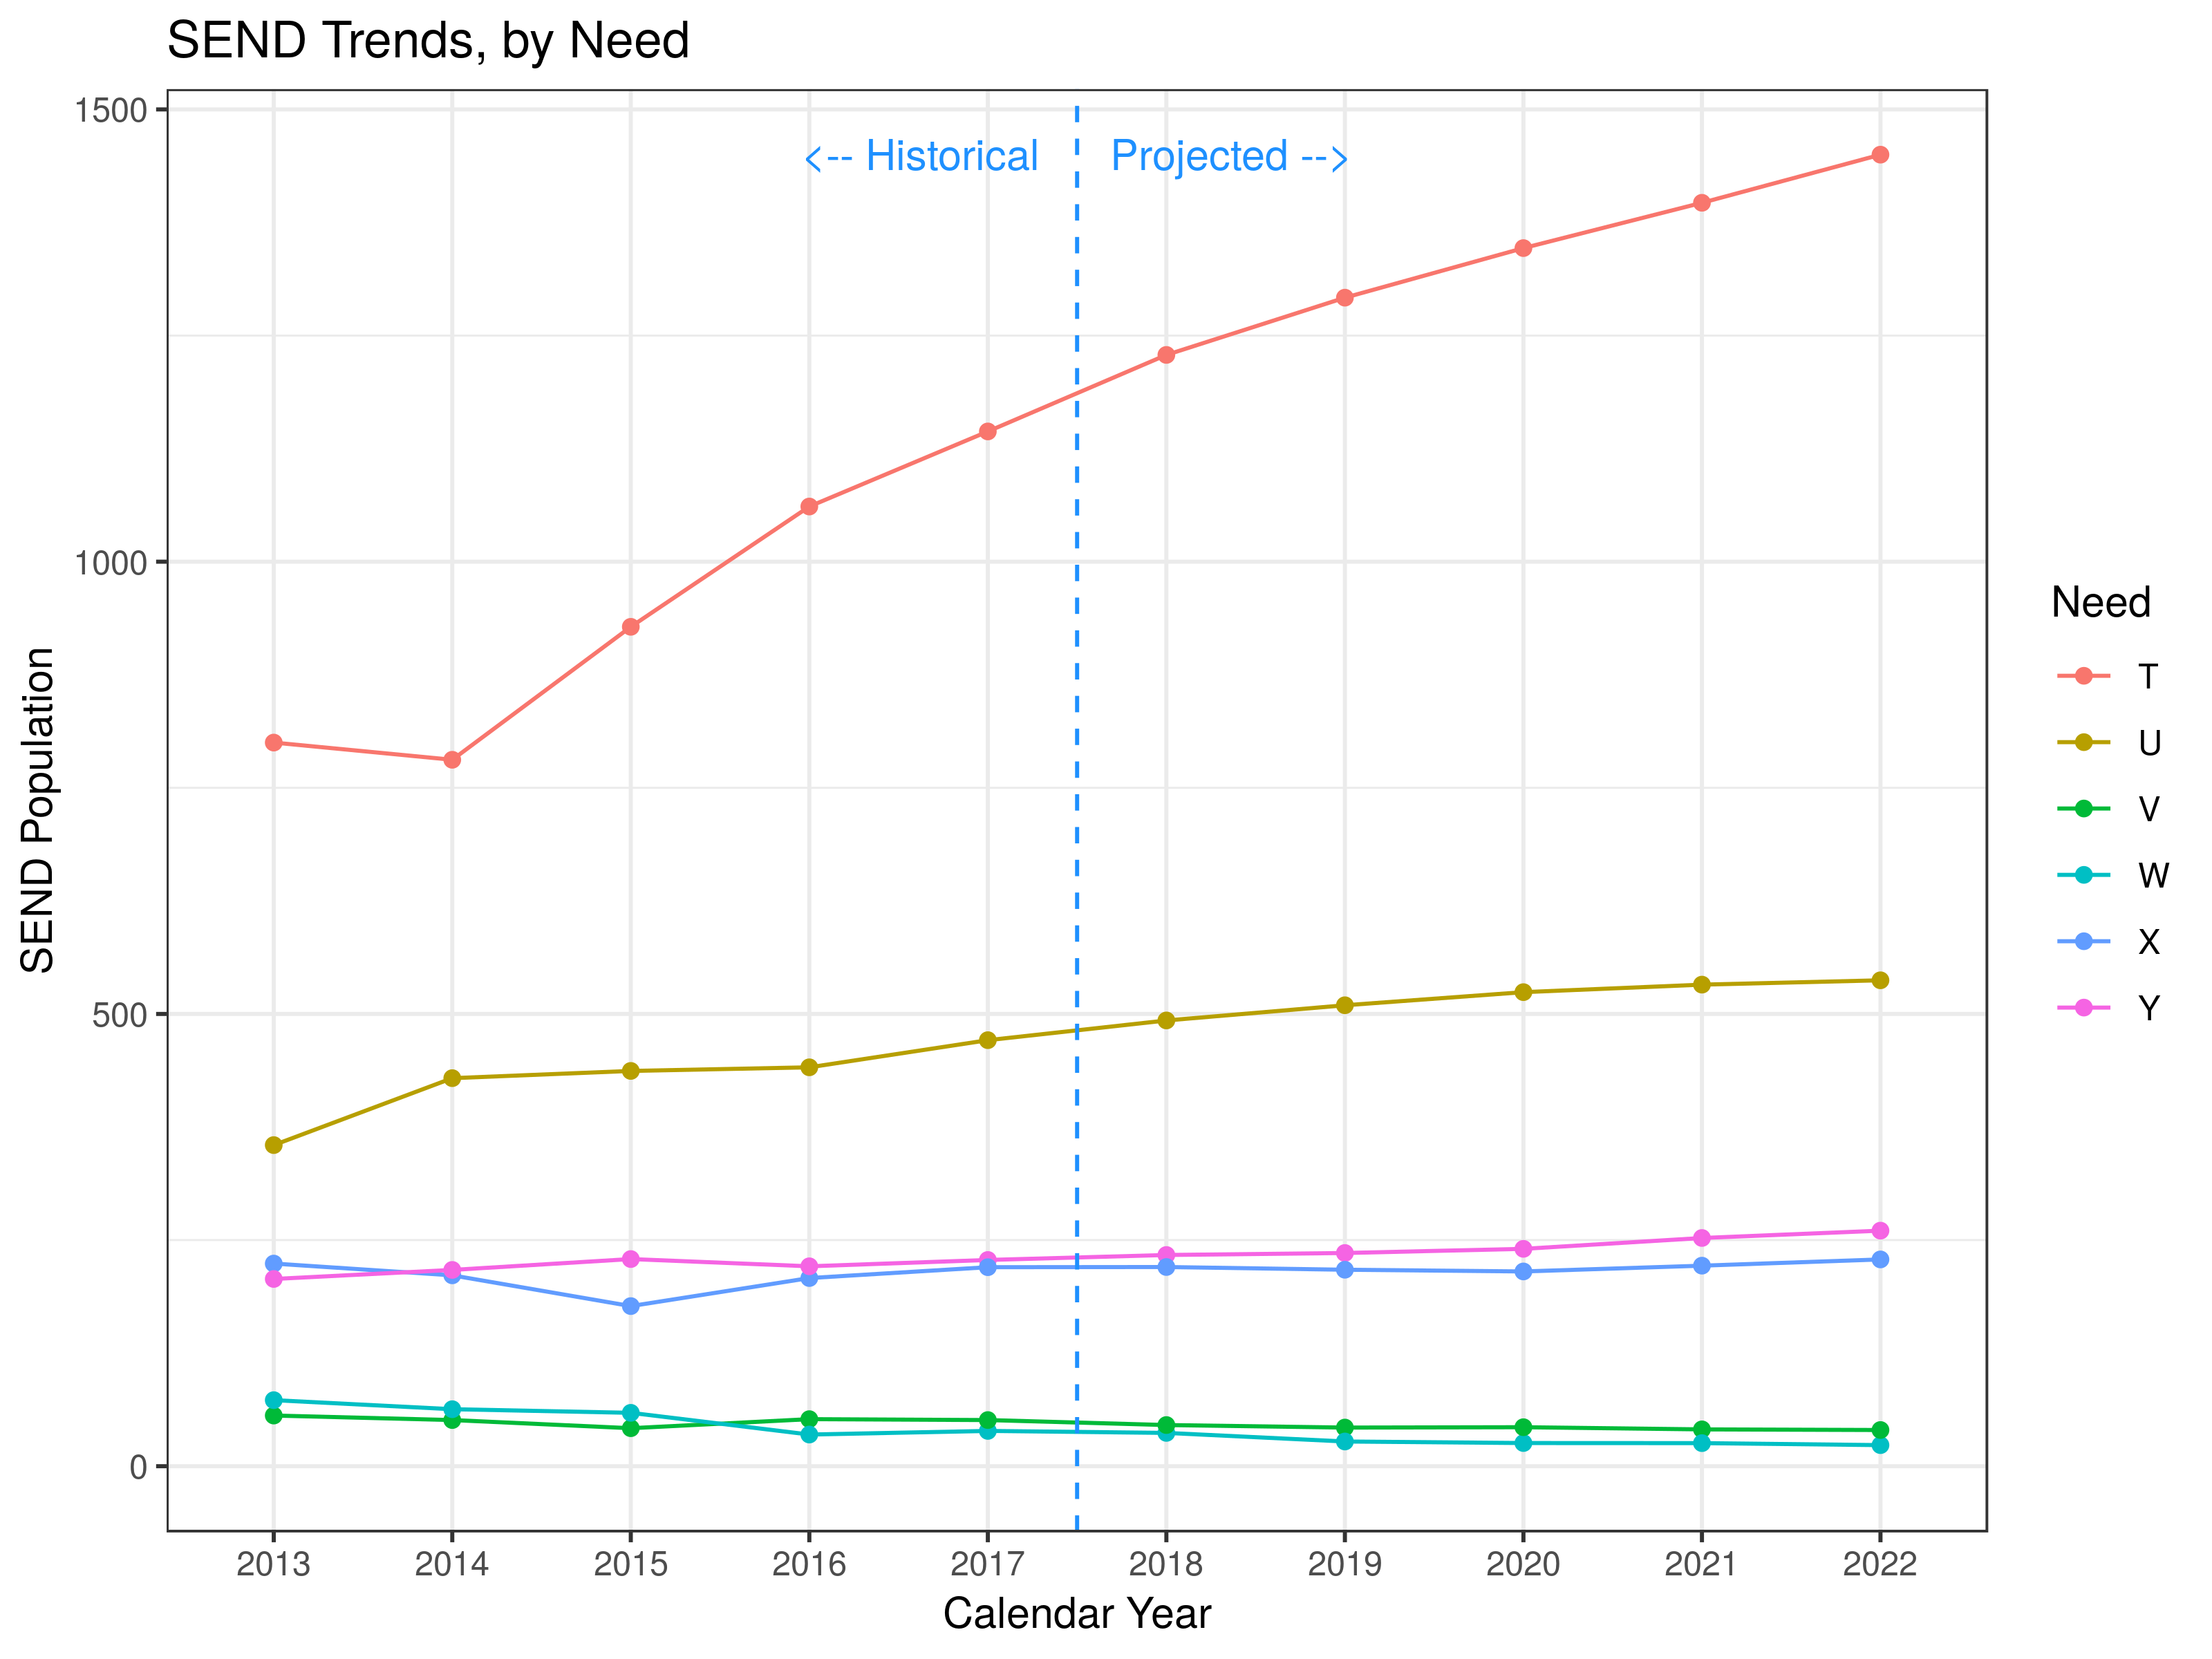 SEND Trends, by Need
1500
1000
500
0
SEND Population
<-- Historical
Projected -->
2013
2014
2015
2016
2017
2018
2019
2020
2021
2022
Calendar Year
Need
T
U
V
W
X
Y